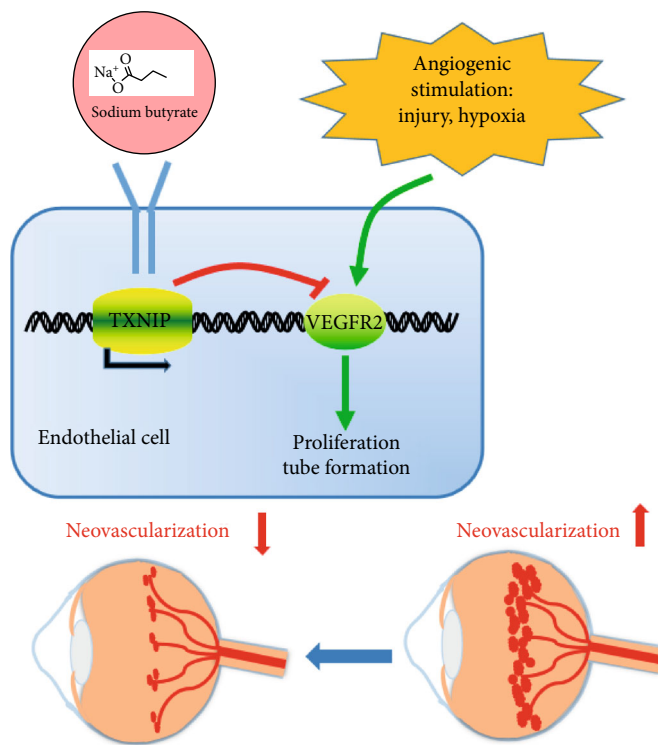 Na+
O
O
Sodium butyrate
Angiogenic
stimulation:
injury, hypoxia
TXNIP
VEGFR2
Endothelial cell
Proliferation
tube formation
Neovascularization
Neovascularization